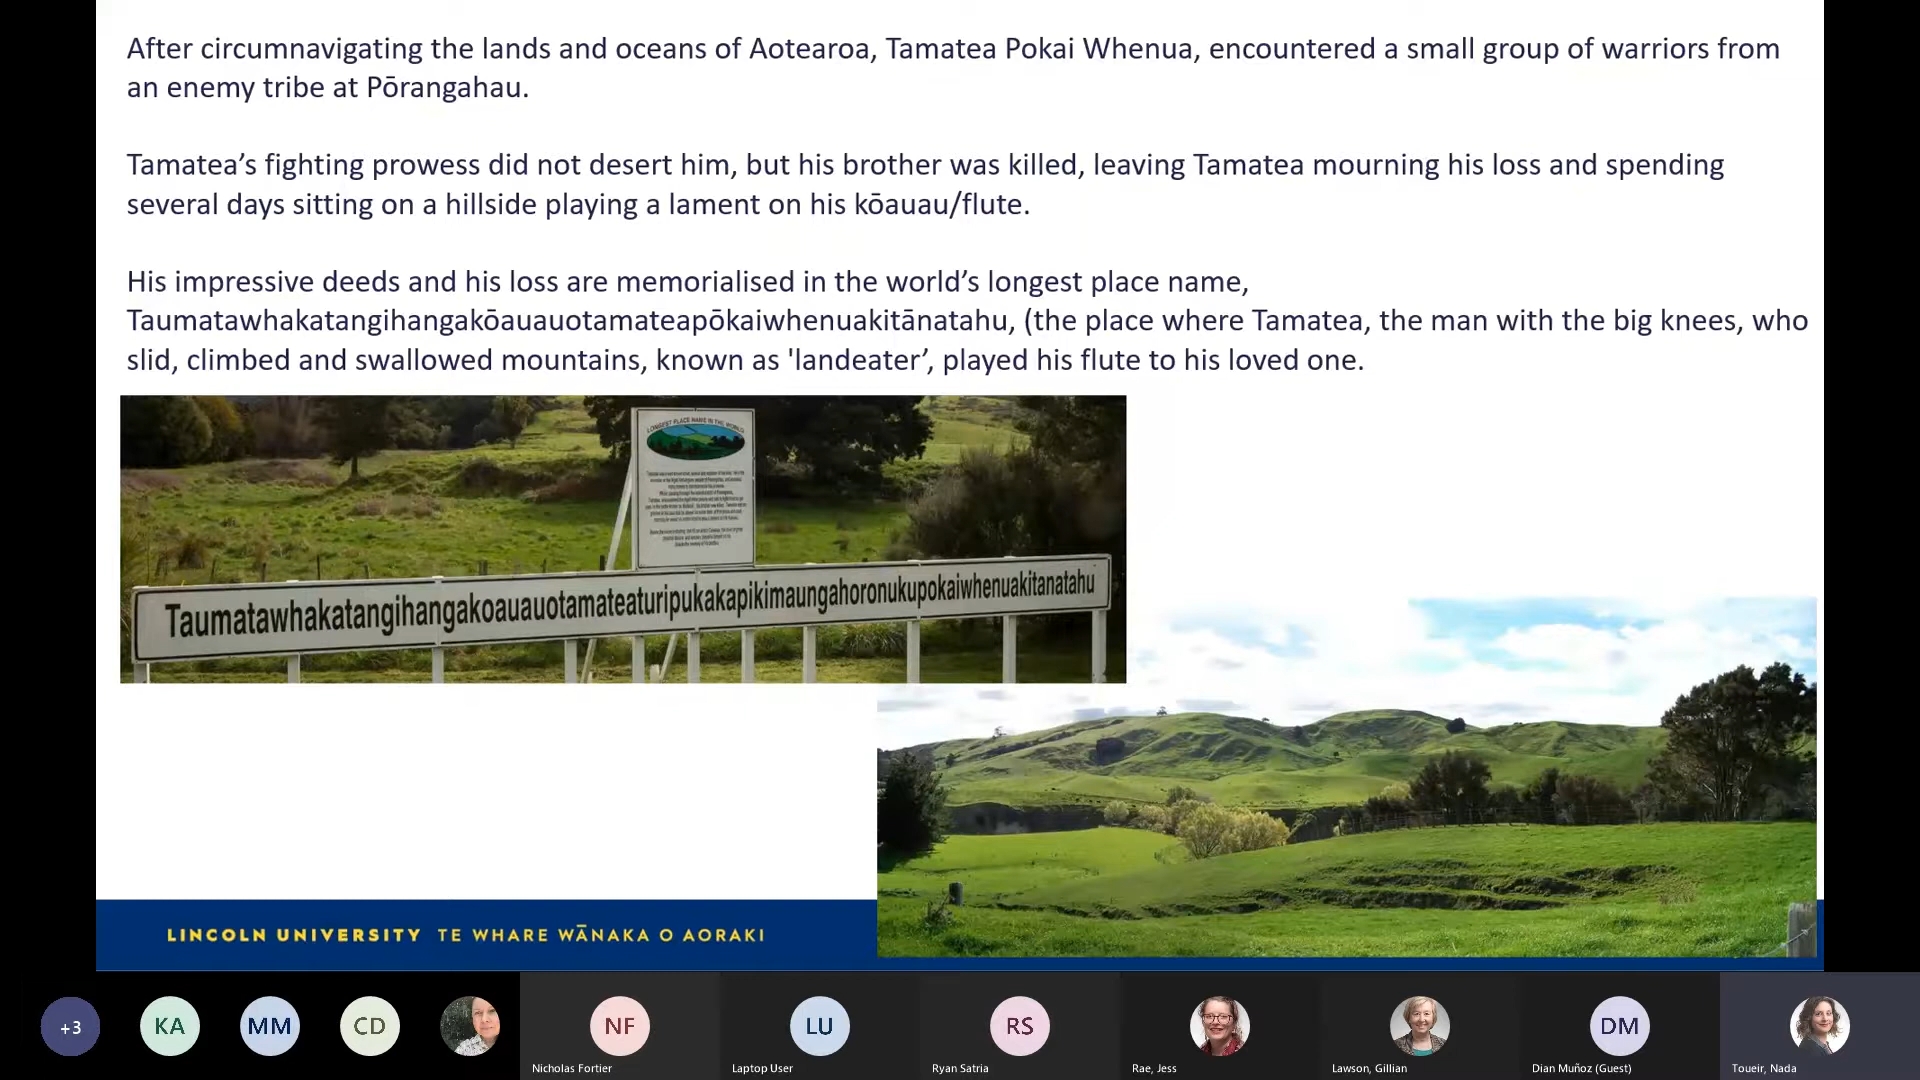 After circumnavigating the lands and oceans of Aotearoa, Tamatea Pokai Whenua, encountered a small group of warriors from
an enemy tribe at Pōrangahau.
Tamatea’s fighting prowess did not desert him, but his brother was killed, leaving Tamatea mourning his loss and spending
several days sitting on a hillside playing a lament on his kōauau/flute.
His impressive deeds and his loss are memorialised in the world’s longest place name,
Taumatawhakatangihangakōauauotamateapōkaiwhenuakitānatahu, (the place where Tamatea, the man with the big knees, who
slid, climbed and swallowed mountains, known as 'landeater’, played his flute to his loved one.
LONGEST PLACE NAME IN THE WORLD
Taumatawhakatangihangakoauauotamateaturipukakapikimaungahoronukupokaiwhenuakitanatahu
LINCOLN UNIVERSITY TE WHARE WĀNAKA O AORAKI
+3
KA
MM
CD
NF
LU
RS
DM
Nicholas Fortier
Laptop User
Ryan Satria
Rae, Jess
Lawson, Gillian
Dian Muñoz (Guest)
Toueir, Nada